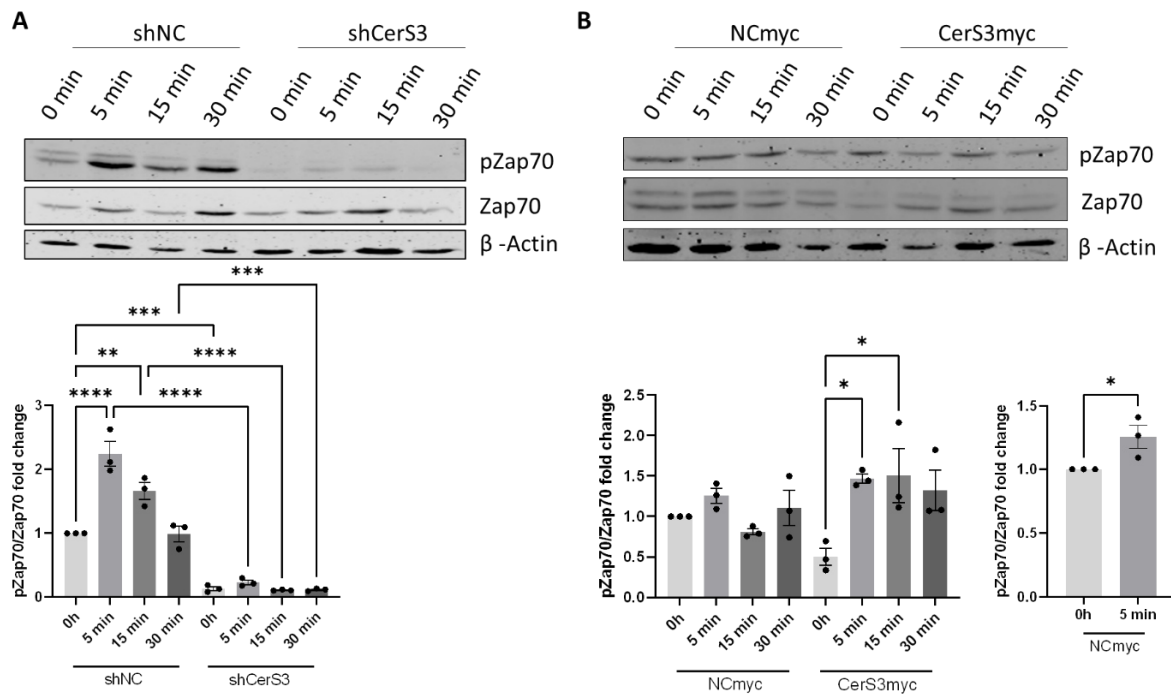 A
shNC
shCerS3
0 min
5 min
15 min
30 min
0 min
5 min
15 min
30 min
pZap70
Zap70
β -Actin
***
***
**
****
****
****
pZap70/Zap70 fold change
3
2
1
0
0h
5 min
15 min
30 min
0h
5 min
15 min
30 min
shNC
shCerS3
B
NCmyc
CerS3myc
0 min
5 min
15 min
30 min
0 min
5 min
15 min
30 min
pZap70
Zap70
β -Actin
*
*
pZap70/Zap70 fold change
2.5
2.0
1.5
1.0
0.5
0.0
0h
5 min
15 min
30 min
0h
5 min
15 min
30 min
NCmyc
CerS3myc
*
pZap70/Zap70 fold change
1.5
1.0
0.5
0.0
0h
5 min
NCmyc